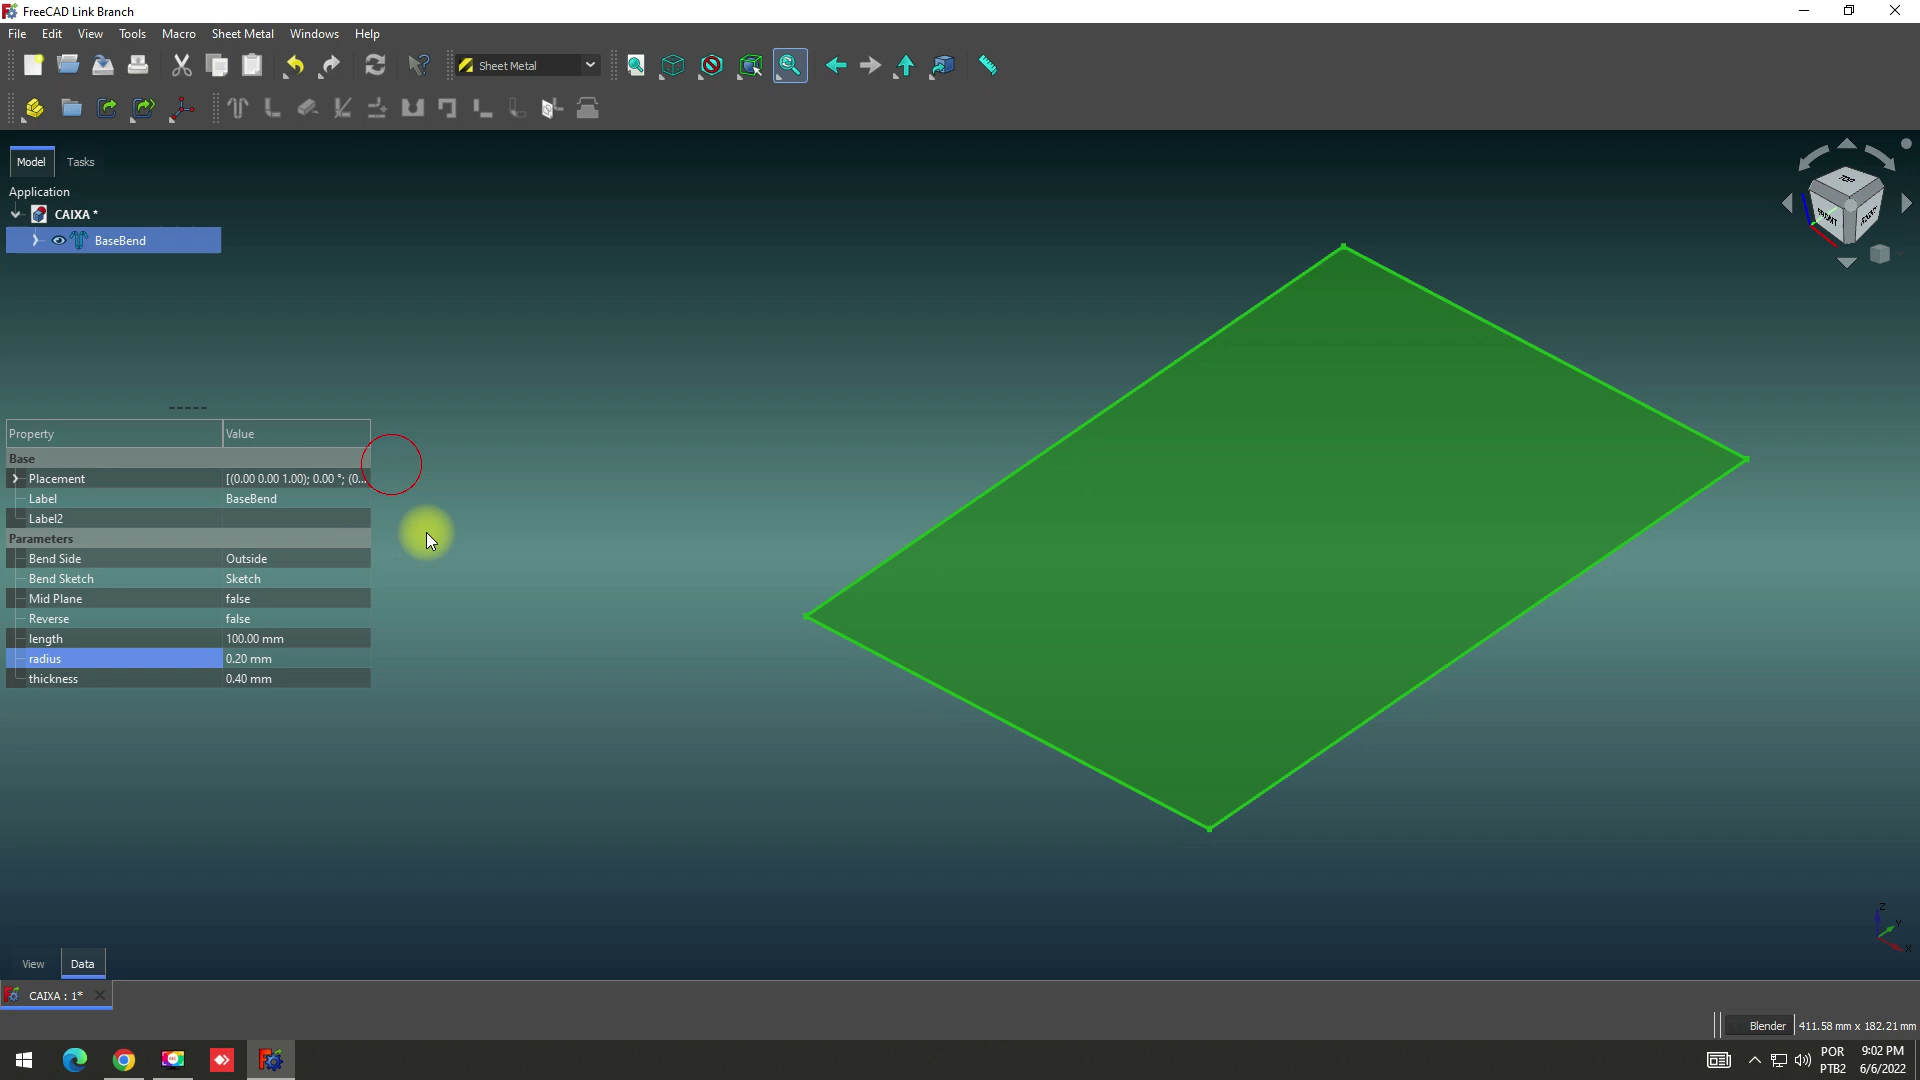 FreeCAD Link Branch
File Edit View Tools Macro Sheet Metal Windows Help
Sheet Metal
Model Tasks
Application
CAIXA *
BaseBend
TOP
FRONT
RIGHT
Property Value
Base
Placement [(0.00 0.00 1.00); 0.00 °; (0...
Label BaseBend
Label2
Parameters
Bend Side Outside
Bend Sketch Sketch
Mid Plane false
Reverse false
length 100.00 mm
radius 0.20 mm
thickness 0.40 mm
Z
Y
X
View Data
CAIXA : 1*
Blender 411.58 mm x 182.21 mm
POR 9:02 PM
PTB2 6/6/2022